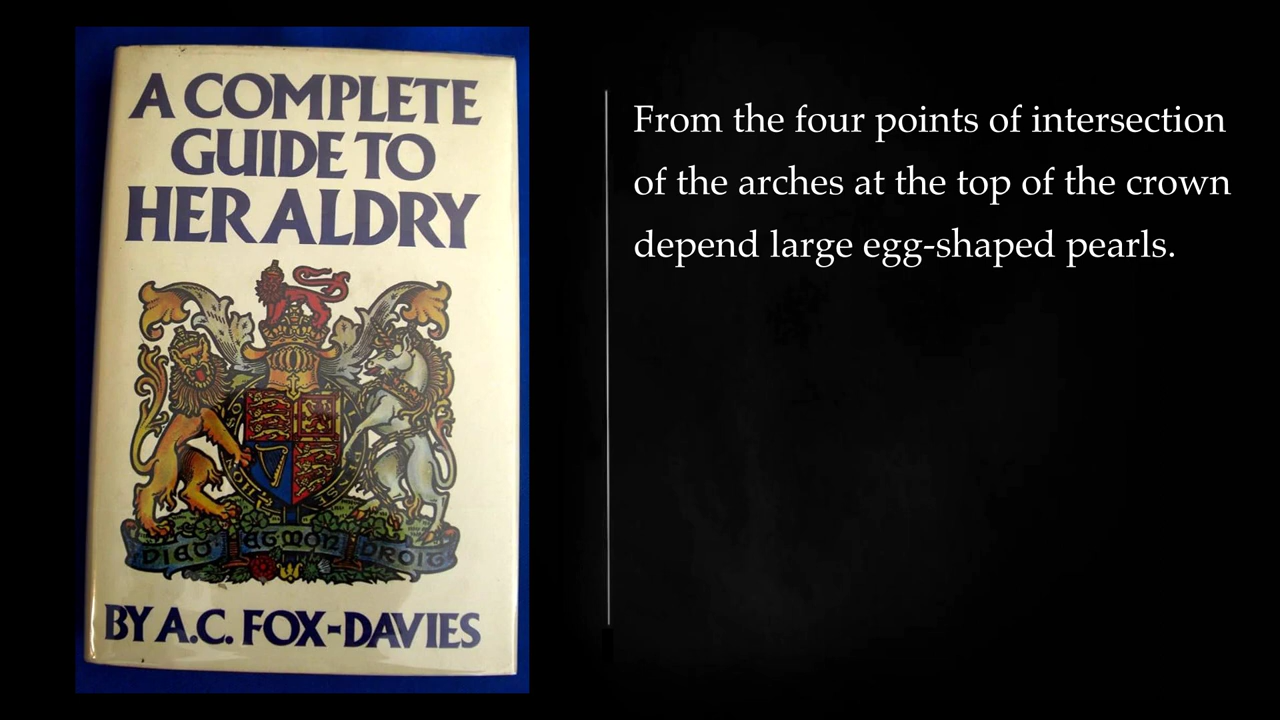 A COMPLETE
GUIDE TO
HERALDRY
DIEU ET MON DROIT
BY A.C. FOX-DAVIES
From the four points of intersection
of the arches at the top of the crown
depend large egg-shaped pearls.